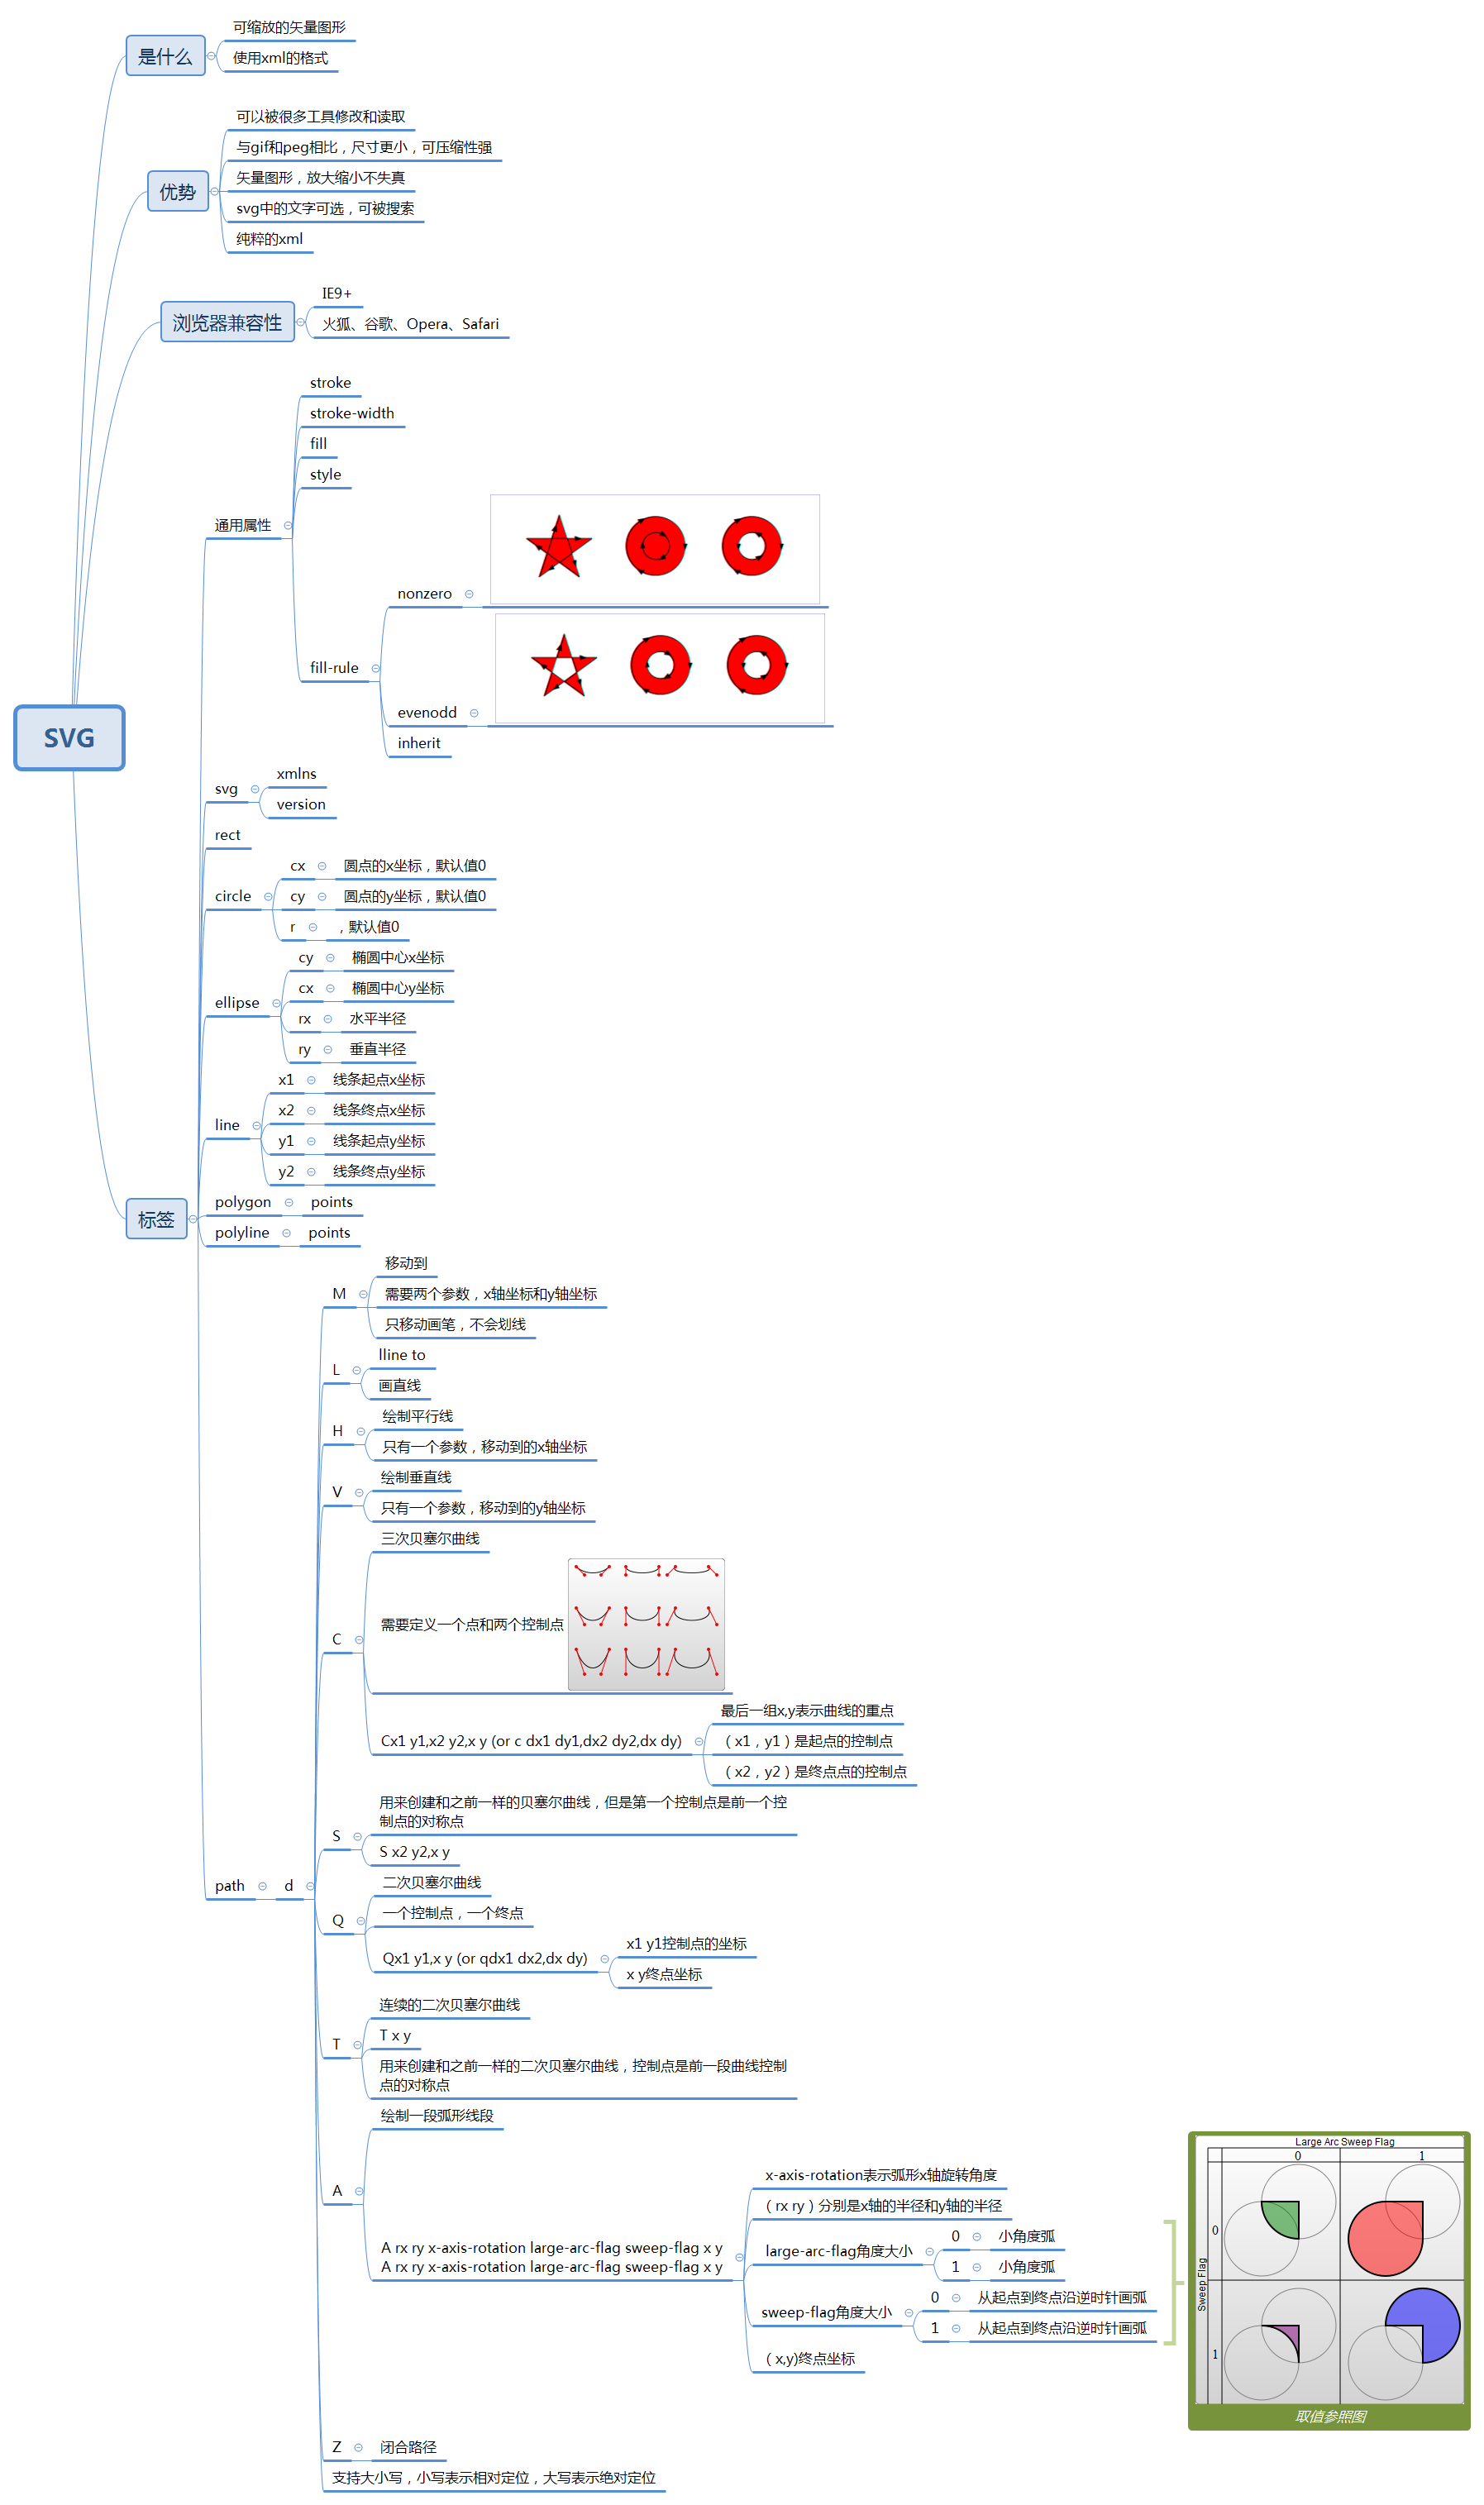 SVG
是什么
可缩放的矢量图形
使用xml的格式
优势
可以被很多工具修改和读取
与gif和peg相比，尺寸更小，可压缩性强
矢量图形，放大缩小不失真
svg中的文字可选，可被搜索
纯粹的xml
浏览器兼容性
IE9+
火狐、谷歌、Opera、Safari
标签
通用属性
stroke
stroke-width
fill
style
fill-rule
nonzero
evenodd
inherit
svg
xmlns
version
rect
circle
cx
圆点的x坐标，默认值0
cy
圆点的y坐标，默认值0
r
，默认值0
ellipse
cy
椭圆中心x坐标
cx
椭圆中心y坐标
rx
水平半径
ry
垂直半径
line
x1
线条起点x坐标
x2
线条终点x坐标
y1
线条起点y坐标
y2
线条终点y坐标
polygon
points
polyline
points
path
d
M
移动到
需要两个参数，x轴坐标和y轴坐标
只移动画笔，不会划线
L
lline to
画直线
H
绘制平行线
只有一个参数，移动到的x轴坐标
V
绘制垂直线
只有一个参数，移动到的y轴坐标
C
三次贝塞尔曲线
需要定义一个点和两个控制点
Cx1 y1,x2 y2,x y (or c dx1 dy1,dx2 dy2,dx dy)
最后一组x,y表示曲线的重点
（x1，y1）是起点的控制点
（x2，y2）是终点点的控制点
S
用来创建和之前一样的贝塞尔曲线，但是第一个控制点是前一个控
制点的对称点
S x2 y2,x y
Q
二次贝塞尔曲线
一个控制点，一个终点
Qx1 y1,x y (or qdx1 dx2,dx dy)
x1 y1控制点的坐标
x y终点坐标
T
连续的二次贝塞尔曲线
T x y
用来创建和之前一样的二次贝塞尔曲线，控制点是前一段曲线控制
点的对称点
A
绘制一段弧形线段
A rx ry x-axis-rotation large-arc-flag sweep-flag x y
A rx ry x-axis-rotation large-arc-flag sweep-flag x y
x-axis-rotation表示弧形x轴旋转角度
（rx ry）分别是x轴的半径和y轴的半径
large-arc-flag角度大小
0
小角度弧
1
小角度弧
sweep-flag角度大小
0
从起点到终点沿逆时针画弧
1
从起点到终点沿逆时针画弧
（x,y)终点坐标
Large Arc Sweep Flag
0
1
Sweep Flag
0
1
取值参照图
Z
闭合路径
支持大小写，小写表示相对定位，大写表示绝对定位